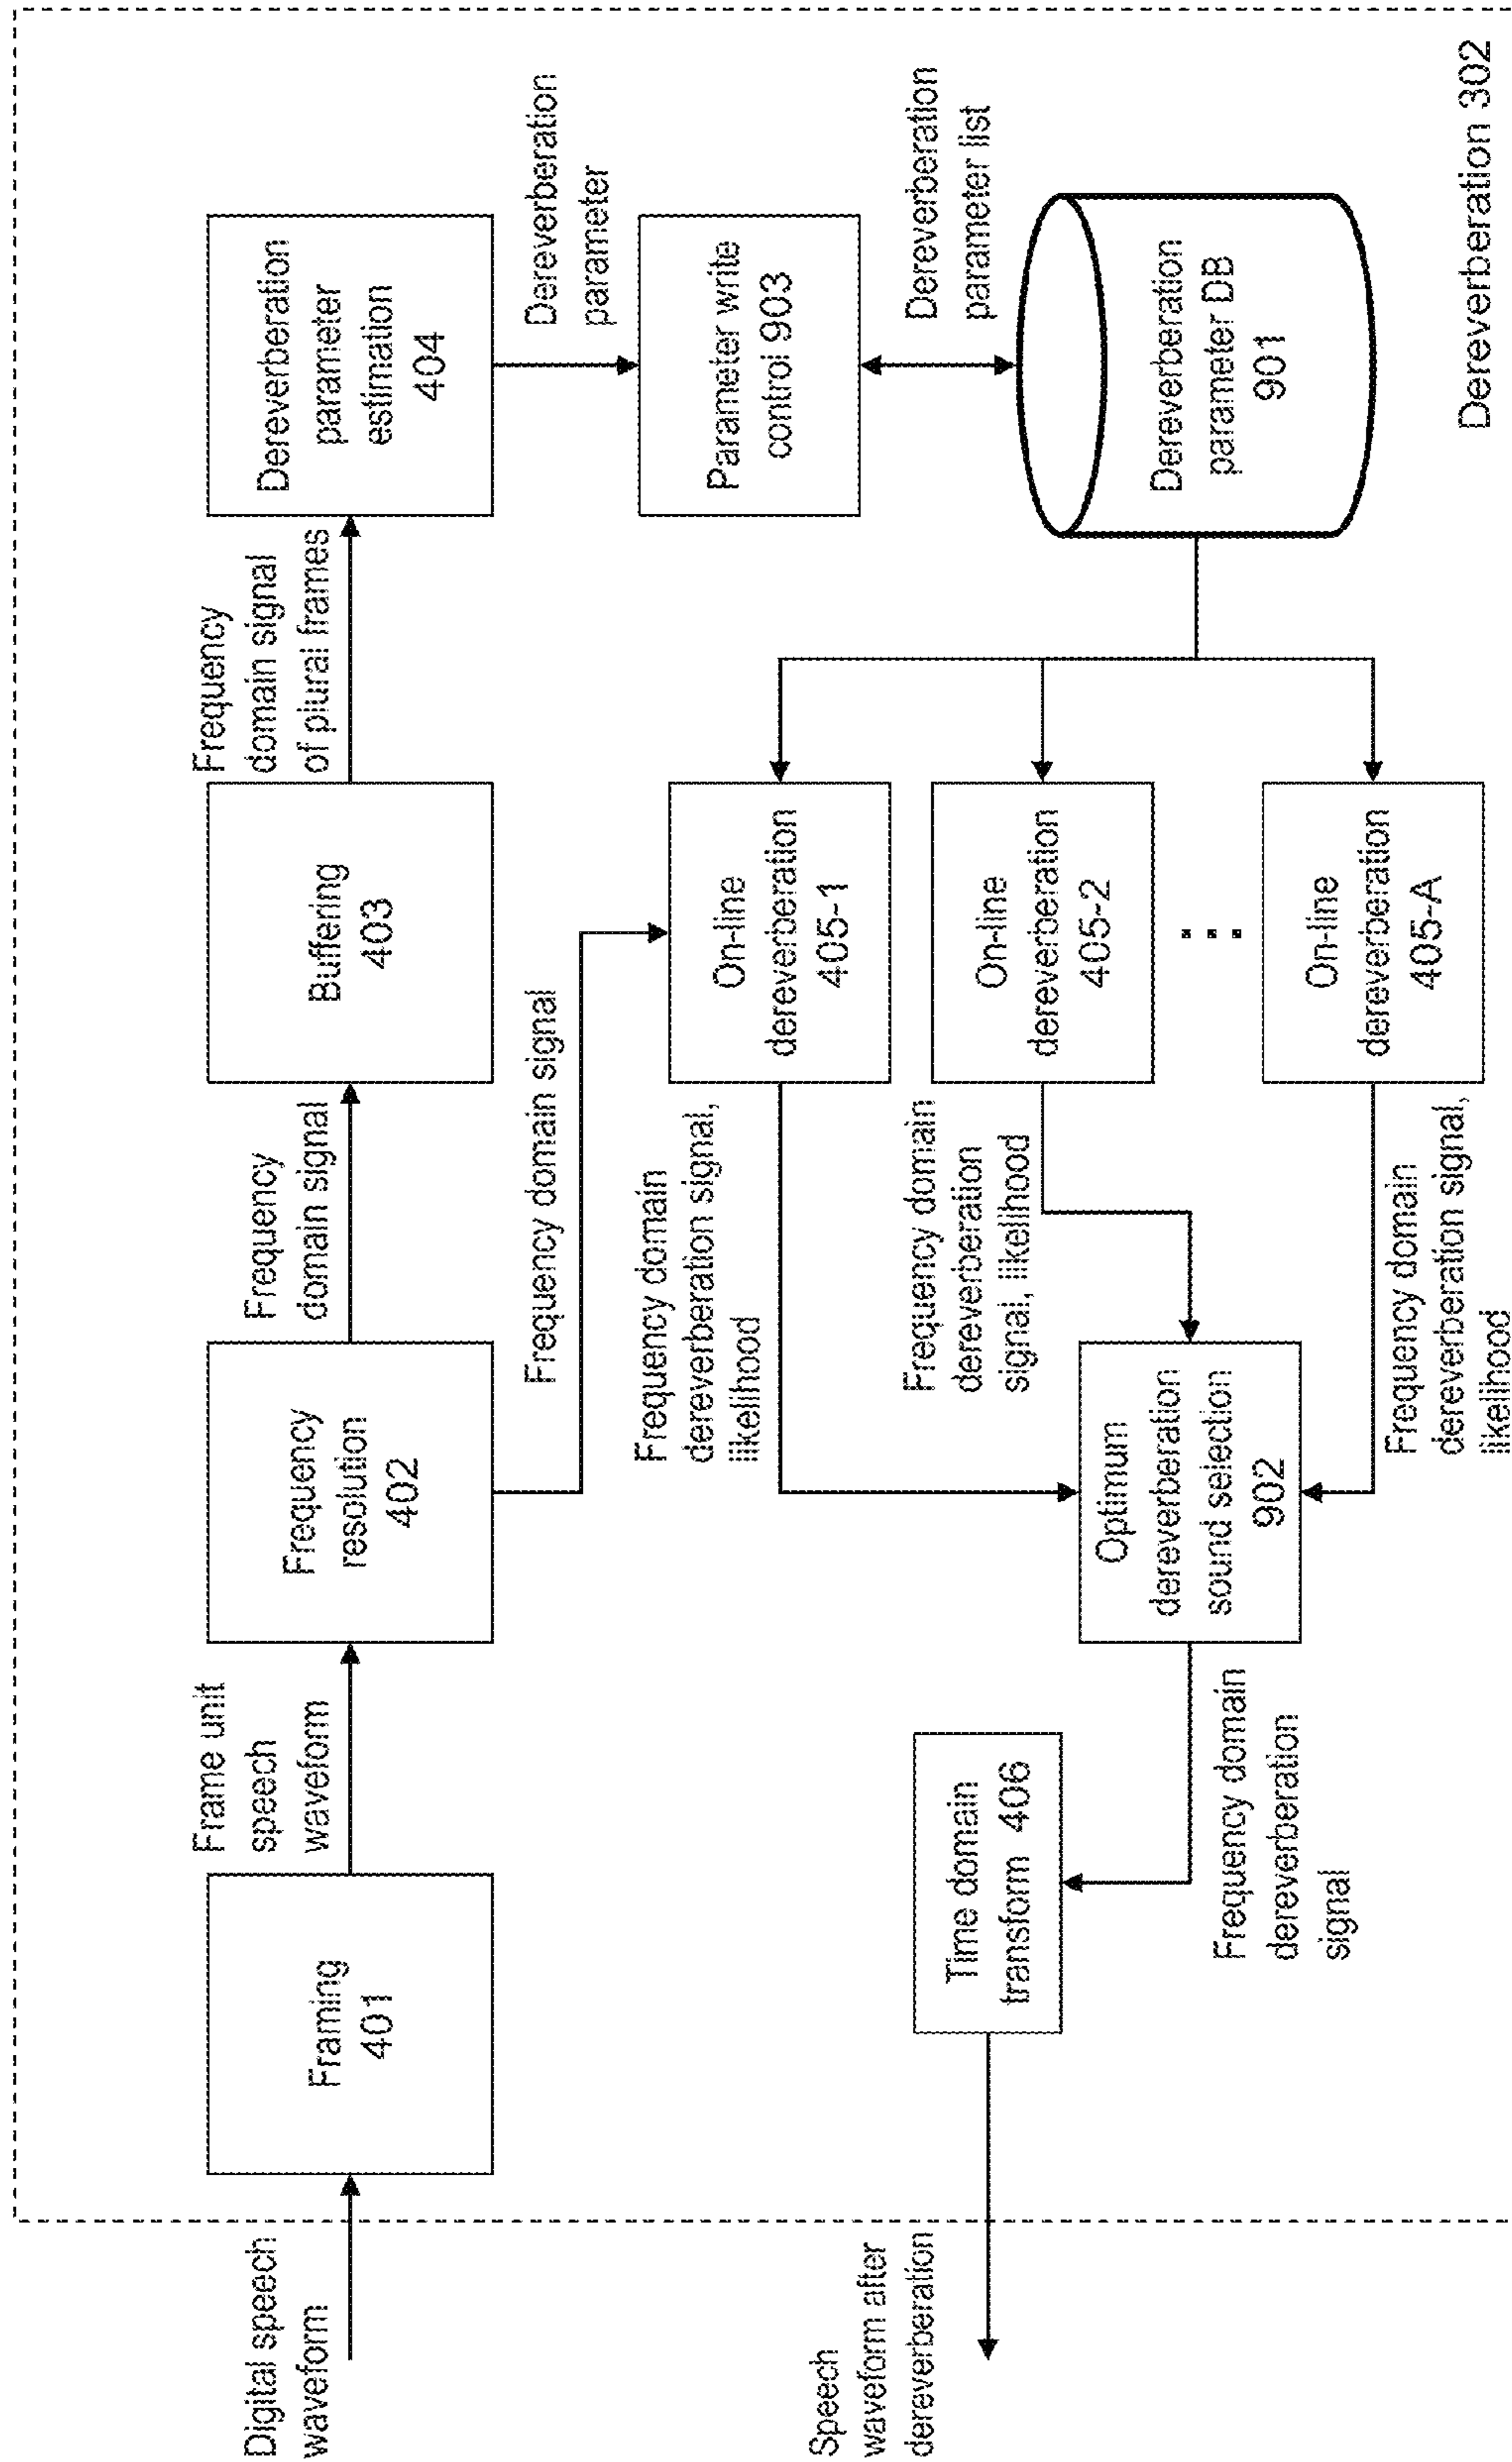 Digital speech
waveform
Framing
401
Frame unit
speech
waveform
Frequency
resolution
402
Frequency
domain signal
Buffering
403
Frequency
domain signal
of plural frames
Dereverberation
parameter
estimation
404
Dereverberation
parameter
Parameter write
control 903
Dereverberation
parameter list
Dereverberation
parameter DB
901
Frequency domain signal
On-line
dereverberation
405-1
On-line
dereverberation
405-2
...
On-line
dereverberation
405-A
Frequency domain
dereverberation signal,
likelihood
Frequency domain
dereverberation
signal, likelihood
Frequency domain
dereverberation signal,
likelihood
Optimum
dereverberation
sound selection
902
Frequency domain
dereverberation
signal
Time domain
transform 406
Speech
waveform after
dereverberation
Dereverberation 302